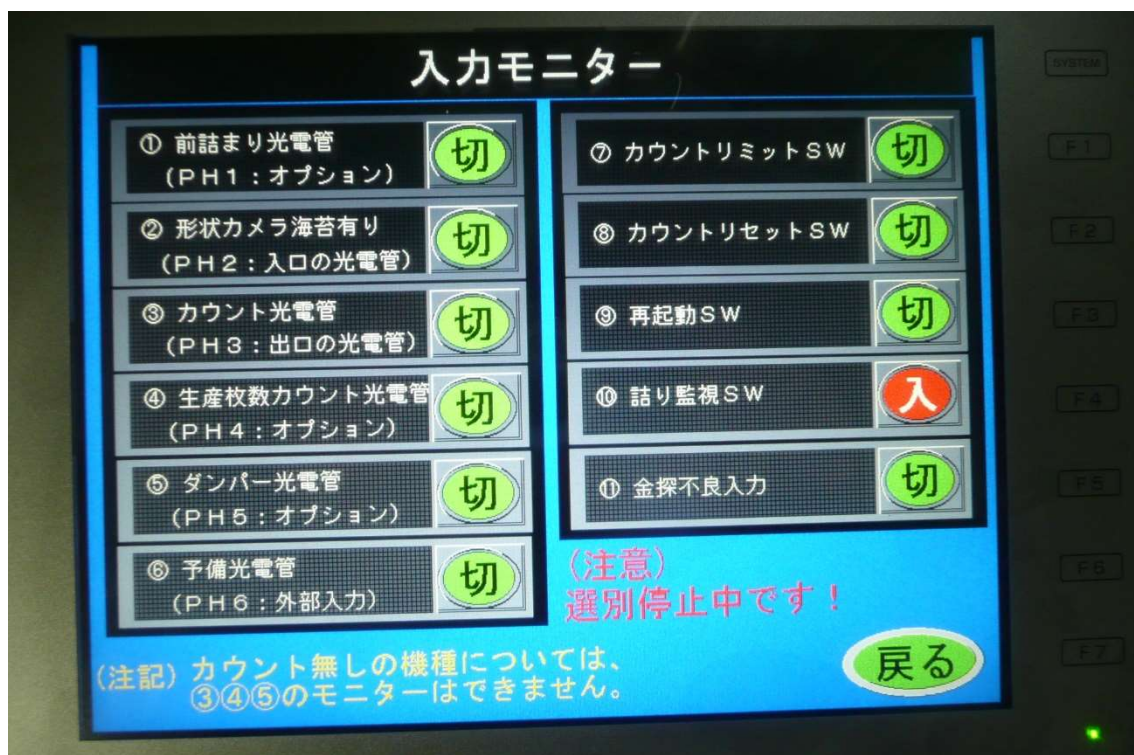 入力モニター
① 前詰まり光電管
(PH1:オプション)
切
② 形状カメラ海苔有り
(PH2:入口の光電管)
切
③ カウント光電管
(PH3:出口の光電管)
切
④ 生産枚数カウント光電管
(PH4:オプション)
切
⑤ ダンパー光電管
(PH5:オプション)
切
⑥ 予備光電管
(PH6:外部入力)
切
⑦ カウントリミットSW
切
⑧ カウントリセットSW
切
⑨ 再起動SW
切
⑩ 詰り監視SW
入
⑪ 金探不良入力
切
(注意)
選別停止中です!
(注記) カウント無しの機種については、
③④⑤のモニターはできません。
戻る
SYSTEM
F1
F2
F3
F4
F5
F6
F7